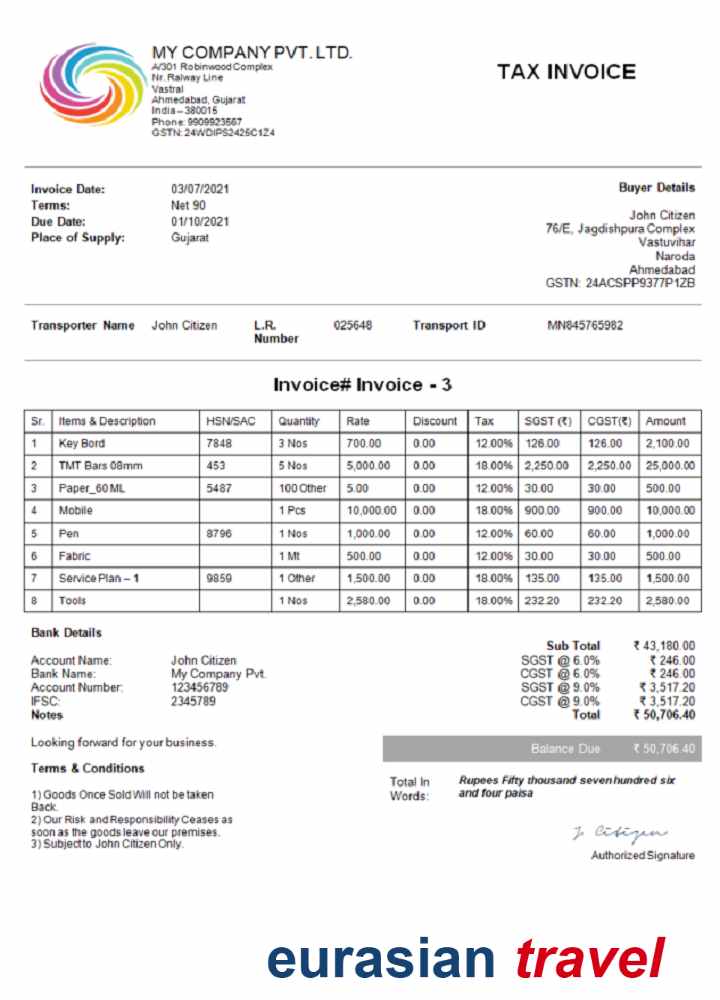 MY COMPANY PVT. LTD.
A/301 Robinwood Complex
Nr. Ralway Line
Vastral
Ahmedabad, Gujarat
India – 380015
Phone: 9909923567
GSTN: 24WDIPS2425C1Z4
TAX INVOICE
Invoice Date: 03/07/2021
Terms: Net 90
Due Date: 01/10/2021
Place of Supply: Gujarat
Buyer Details
John Citizen
76/E, Jagdishpura Complex
Vastuvihar
Naroda
Ahmedabad
GSTN: 24ACSPP9377P1ZB
Transporter Name John Citizen L.R. Number 025648 Transport ID MN845765982
Invoice# Invoice - 3
Sr. Items & Description HSN/SAC Quantity Rate Discount Tax SGST (₹) CGST(₹) Amount
1 Key Bord 7848 3 Nos 700.00 0.00 12.00% 126.00 126.00 2,100.00
2 TMT Bars 08mm 453 5 Nos 5,000.00 0.00 18.00% 2,250.00 2,250.00 25,000.00
3 Paper_60ML 5487 100 Other 5.00 0.00 12.00% 30.00 30.00 500.00
4 Mobile 1 Pcs 10,000.00 0.00 18.00% 900.00 900.00 10,000.00
5 Pen 8796 1 Nos 1,000.00 0.00 12.00% 60.00 60.00 1,000.00
6 Fabric 1 Mt 500.00 0.00 12.00% 30.00 30.00 500.00
7 Service Plan – 1 9859 1 Other 1,500.00 0.00 18.00% 135.00 135.00 1,500.00
8 Tools 1 Nos 2,580.00 0.00 18.00% 232.20 232.20 2,580.00
Bank Details
Account Name: John Citizen
Bank Name: My Company Pvt.
Account Number: 123456789
IFSC: 2345789
Notes
Looking forward for your business.
Terms & Conditions
1) Goods Once Sold Will not be taken
Back.
2) Our Risk and Responsibility Ceases as
soon as the goods leave our premises.
3) Subject to John Citizen Only.
Sub Total ₹ 43,180.00
SGST @ 6.0% ₹ 246.00
CGST @ 6.0% ₹ 246.00
SGST @ 9.0% ₹ 3,517.20
CGST @ 9.0% ₹ 3,517.20
Total ₹ 50,706.40
Balance Due ₹ 50,706.40
Total In Words: Rupees Fifty thousand seven hundred six
and four paisa
J. Citizen
Authorized Signature
eurasian travel